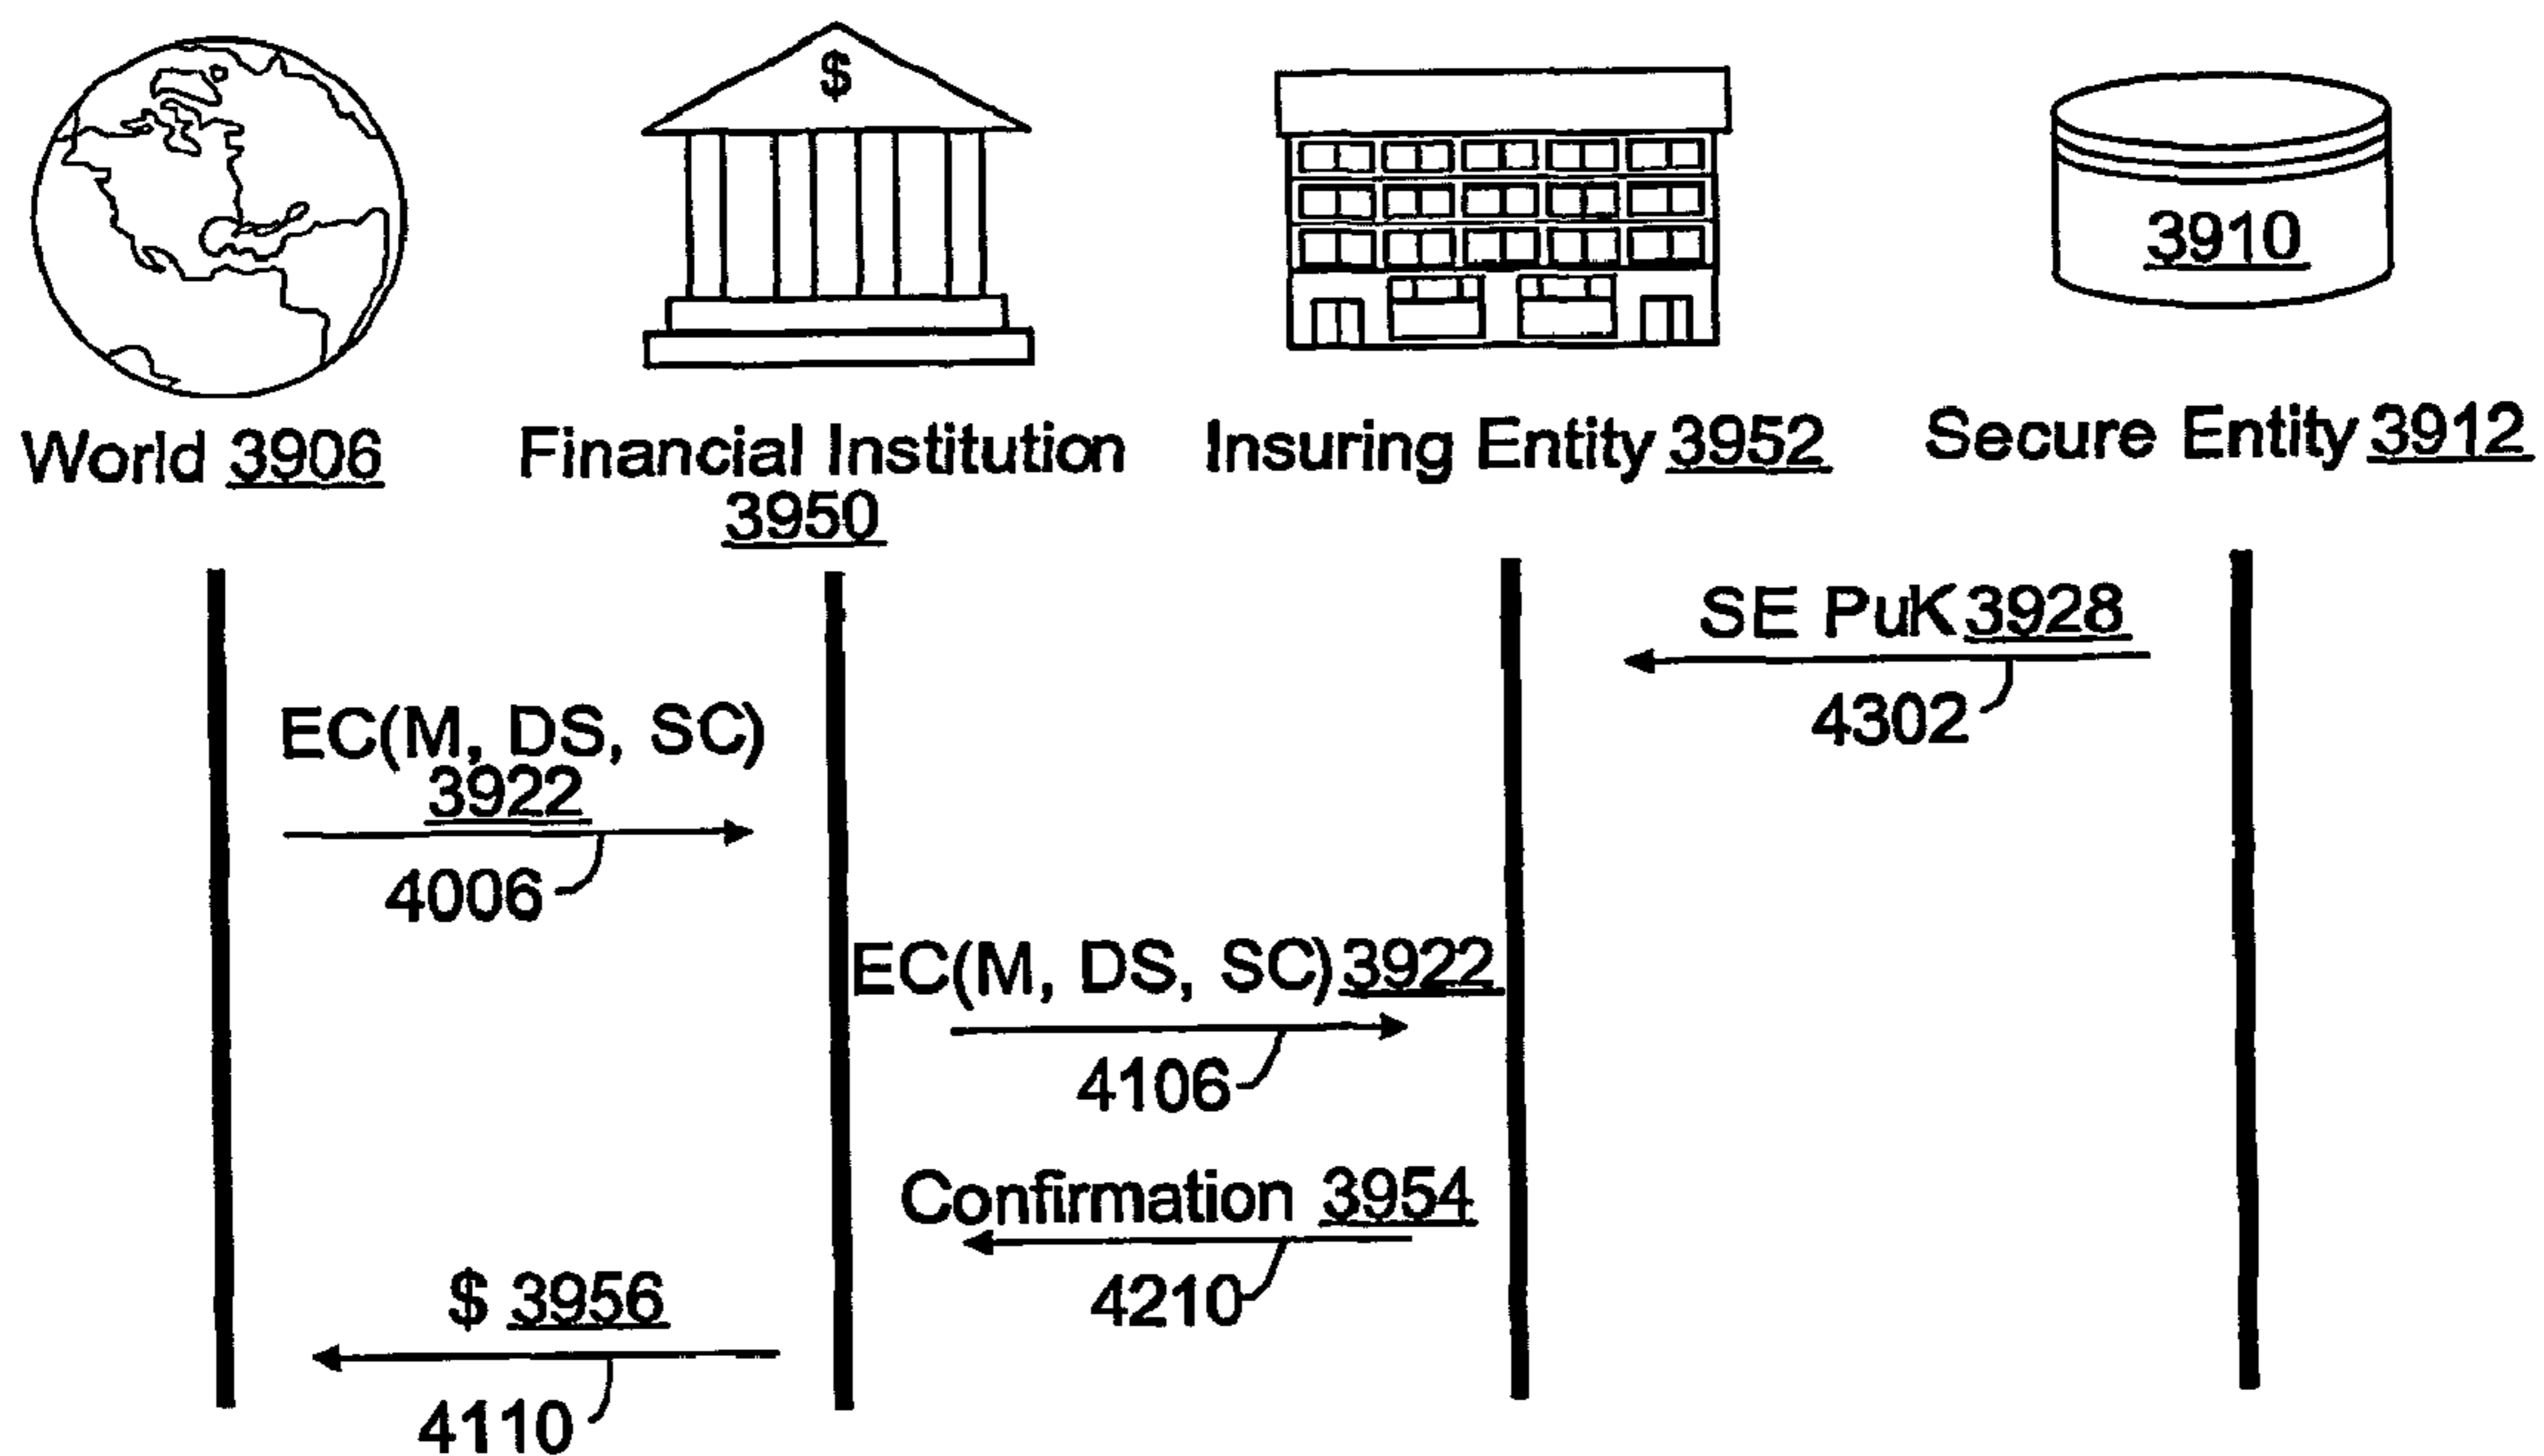 $
3910
World 3906
Financial Institution
3950
Insuring Entity 3952
Secure Entity 3912
SE PuK 3928
4302
EC(M, DS, SC)
3922
4006
EC(M, DS, SC) 3922
4106
Confirmation 3954
4210
$ 3956
4110